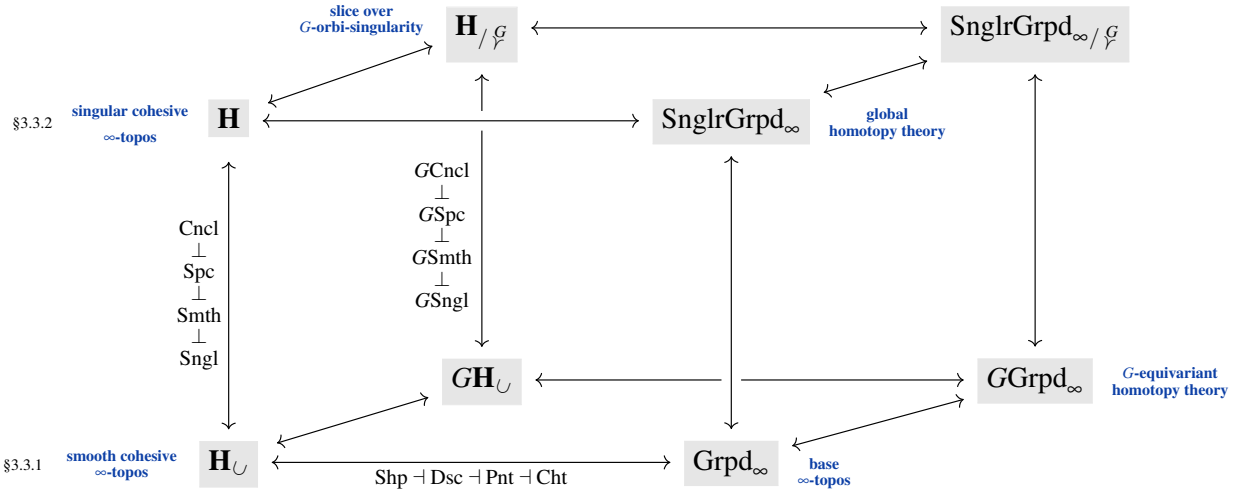 slice over
G-orbi-singularity
H/ʏG
SnglrGrpd∞/ʏG
§3.3.2
singular cohesive
∞-topos
H
SnglrGrpd∞
global
homotopy theory
GCncl
⊥
GSpc
⊥
GSmth
⊥
GSngl
Cncl
⊥
Spc
⊥
Smth
⊥
Sngl
GH∪
GGrpd∞
G-equivariant
homotopy theory
§3.3.1
smooth cohesive
∞-topos
H∪
Shp ⊣ Dsc ⊣ Pnt ⊣ Cht
Grpd∞
base
∞-topos